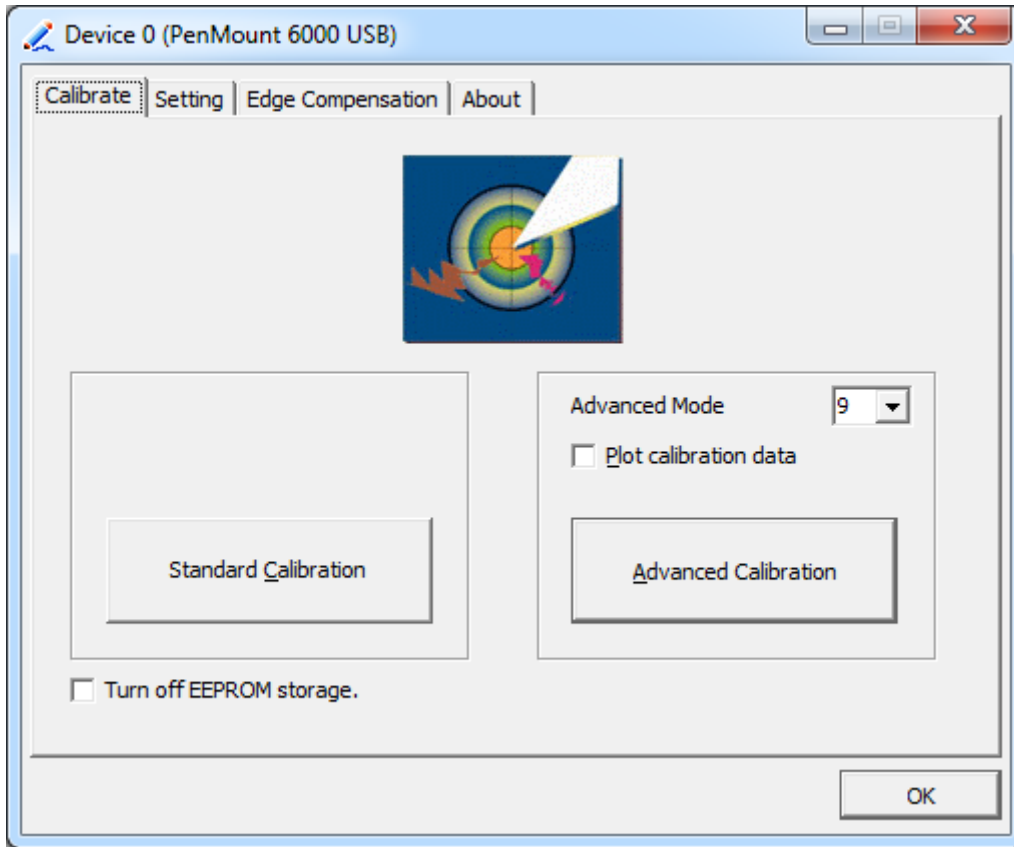 Device 0 (PenMount 6000 USB)
Calibrate Setting Edge Compensation About
Advanced Mode 9
Plot calibration data
Standard Calibration
Advanced Calibration
Turn off EEPROM storage.
OK